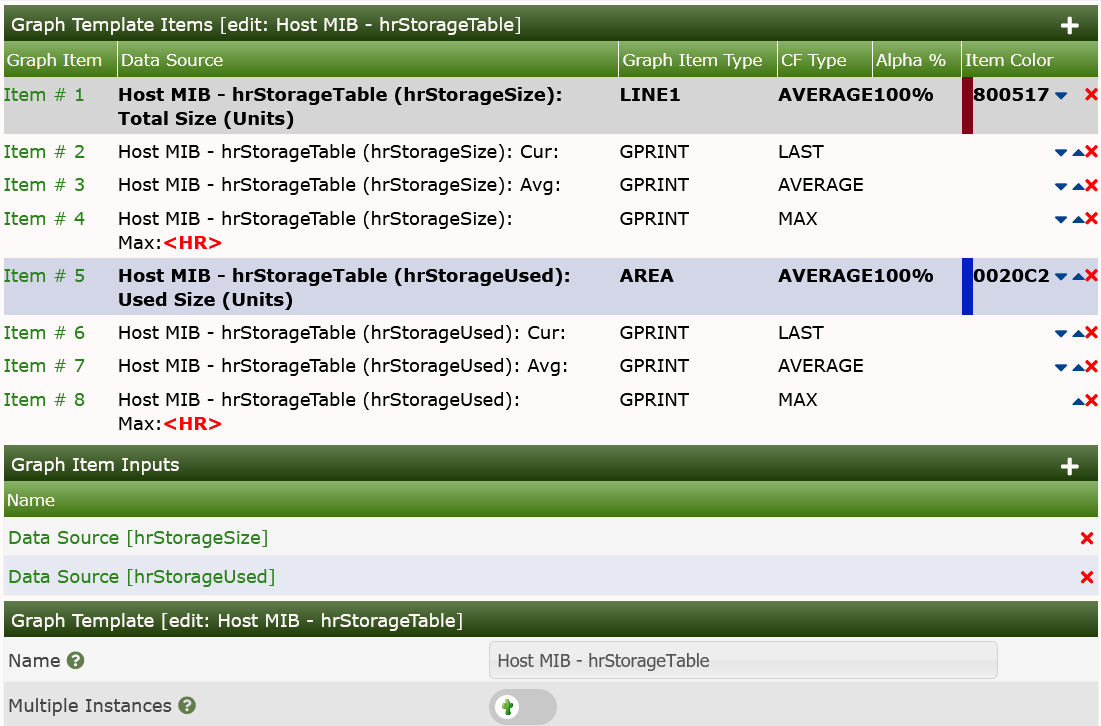 Graph Template Items [edit: Host MIB - hrStorageTable]
Graph Item Data Source Graph Item Type CF Type Alpha % Item Color
Item # 1 Host MIB - hrStorageTable (hrStorageSize): LINE1 AVERAGE100% 800517
Total Size (Units)
Item # 2 Host MIB - hrStorageTable (hrStorageSize): Cur: GPRINT LAST
Item # 3 Host MIB - hrStorageTable (hrStorageSize): Avg: GPRINT AVERAGE
Item # 4 Host MIB - hrStorageTable (hrStorageSize): GPRINT MAX
Max:<HR>
Item # 5 Host MIB - hrStorageTable (hrStorageUsed): AREA AVERAGE100% 0020C2
Used Size (Units)
Item # 6 Host MIB - hrStorageTable (hrStorageUsed): Cur: GPRINT LAST
Item # 7 Host MIB - hrStorageTable (hrStorageUsed): Avg: GPRINT AVERAGE
Item # 8 Host MIB - hrStorageTable (hrStorageUsed): GPRINT MAX
Max:<HR>
Graph Item Inputs
Name
Data Source [hrStorageSize]
Data Source [hrStorageUsed]
Graph Template [edit: Host MIB - hrStorageTable]
Name Host MIB - hrStorageTable
Multiple Instances